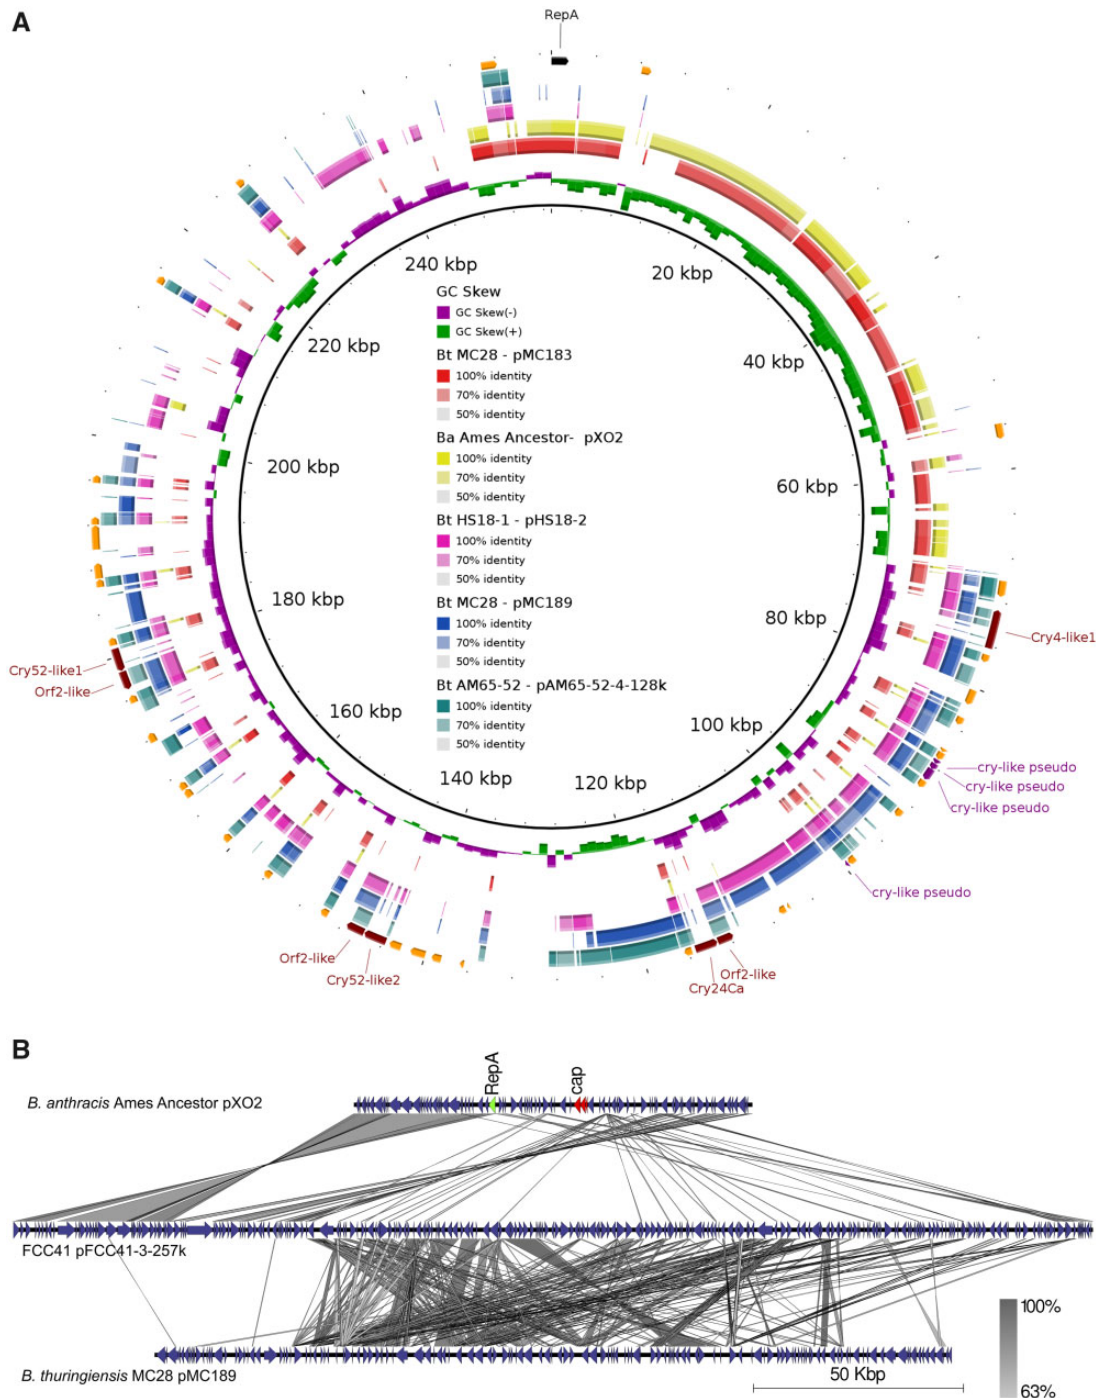 A
RepA
240 kbp
20 kbp
GC Skew
GC Skew(-)
GC Skew(+)
220 kbp
40 kbp
Bt MC28 - pMC183
100% identity
70% identity
50% identity
Ba Ames Ancestor- pXO2
100% identity
70% identity
50% identity
200 kbp
60 kbp
Bt HS18-1 - pHS18-2
100% identity
70% identity
50% identity
180 kbp
80 kbp
Bt MC28 - pMC189
100% identity
70% identity
50% identity
Cry4-like1
Cry52-like1
Orf2-like
Bt AM65-52 - pAM65-52-4-128k
100% identity
70% identity
50% identity
160 kbp
100 kbp
140 kbp
120 kbp
cry-like pseudo
cry-like pseudo
cry-like pseudo
cry-like pseudo
Orf2-like
Cry52-like2
Orf2-like
Cry24Ca
B
RepA
cap
B. anthracis Ames Ancestor pXO2
FCC41 pFCC41-3-257k
100%
B. thuringiensis MC28 pMC189
50 Kbp
63%